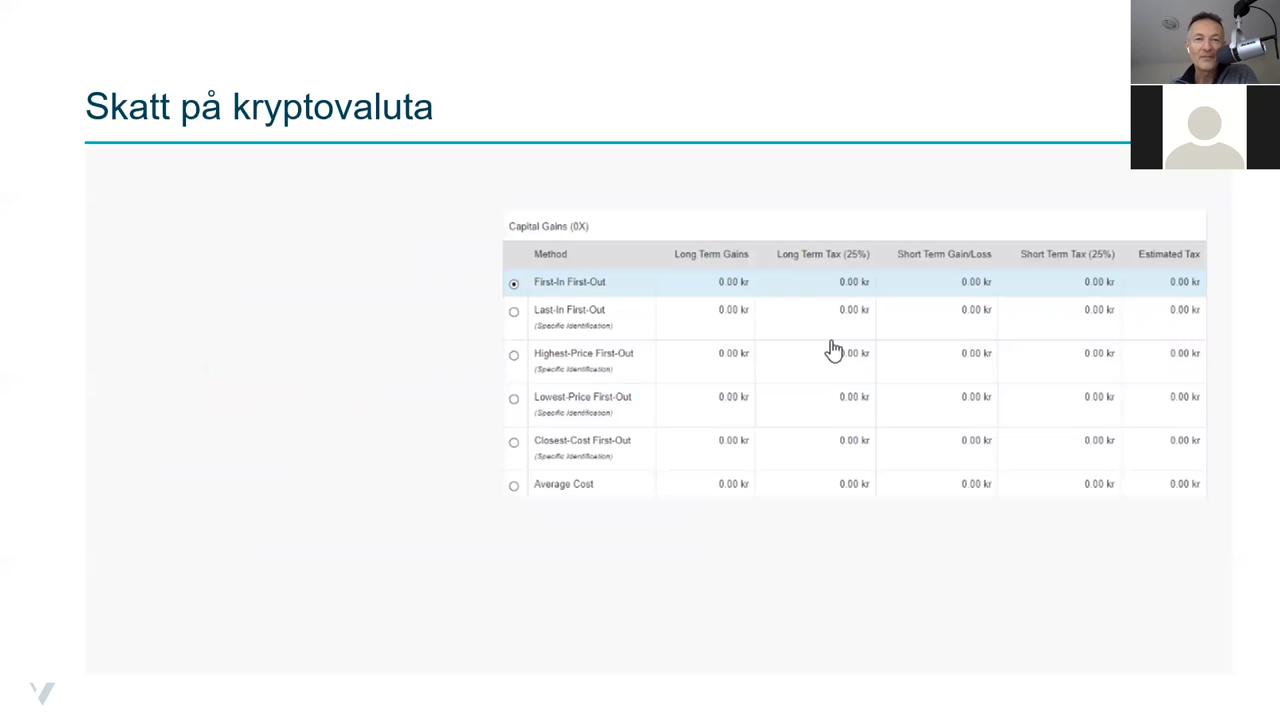 Skatt på kryptovaluta
Capital Gains (0X)
Method Long Term Gains Long Term Tax (25%) Short Term Gain/Loss Short Term Tax (25%) Estimated Tax
First-In First-Out 0.00 kr 0.00 kr 0.00 kr 0.00 kr 0.00 kr
Last-In First-Out 0.00 kr 0.00 kr 0.00 kr 0.00 kr 0.00 kr
(Specific Identification)
Highest-Price First-Out 0.00 kr 0.00 kr 0.00 kr 0.00 kr 0.00 kr
(Specific Identification)
Lowest-Price First-Out 0.00 kr 0.00 kr 0.00 kr 0.00 kr 0.00 kr
(Specific Identification)
Closest-Cost First-Out 0.00 kr 0.00 kr 0.00 kr 0.00 kr 0.00 kr
(Specific Identification)
Average Cost 0.00 kr 0.00 kr 0.00 kr 0.00 kr 0.00 kr